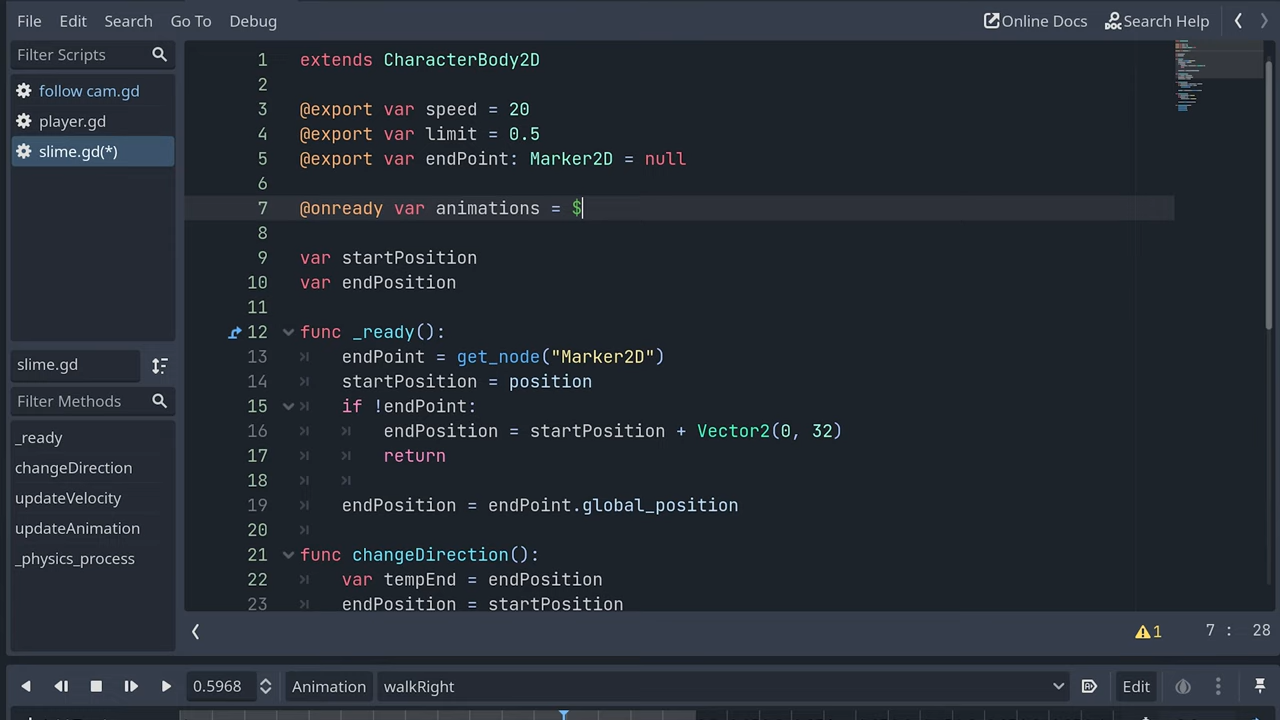 File Edit Search Go To Debug Online Docs Search Help
Filter Scripts
follow cam.gd
player.gd
slime.gd(*)
slime.gd
Filter Methods
_ready
changeDirection
updateVelocity
updateAnimation
_physics_process
1 extends CharacterBody2D
2
3 @export var speed = 20
4 @export var limit = 0.5
5 @export var endPoint: Marker2D = null
6
7 @onready var animations = $
8
9 var startPosition
10 var endPosition
11
12 func _ready():
13 endPoint = get_node("Marker2D")
14 startPosition = position
15 if !endPoint:
16 endPosition = startPosition + Vector2(0, 32)
17 return
18
19 endPosition = endPoint.global_position
20
21 func changeDirection():
22 var tempEnd = endPosition
23 endPosition = startPosition
1 7 : 28
0.5968 Animation walkRight Edit